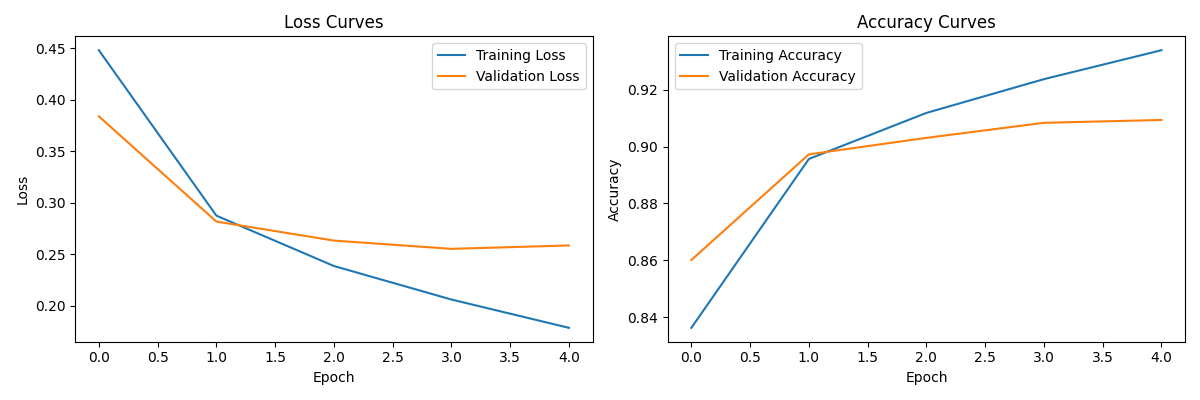 Loss Curves
0.45
0.40
0.35
0.30
0.25
0.20
Loss
Training Loss
Validation Loss
0.0 0.5 1.0 1.5 2.0 2.5 3.0 3.5 4.0
Epoch
Accuracy Curves
0.92
0.90
0.88
0.86
0.84
Accuracy
Training Accuracy
Validation Accuracy
0.0 0.5 1.0 1.5 2.0 2.5 3.0 3.5 4.0
Epoch